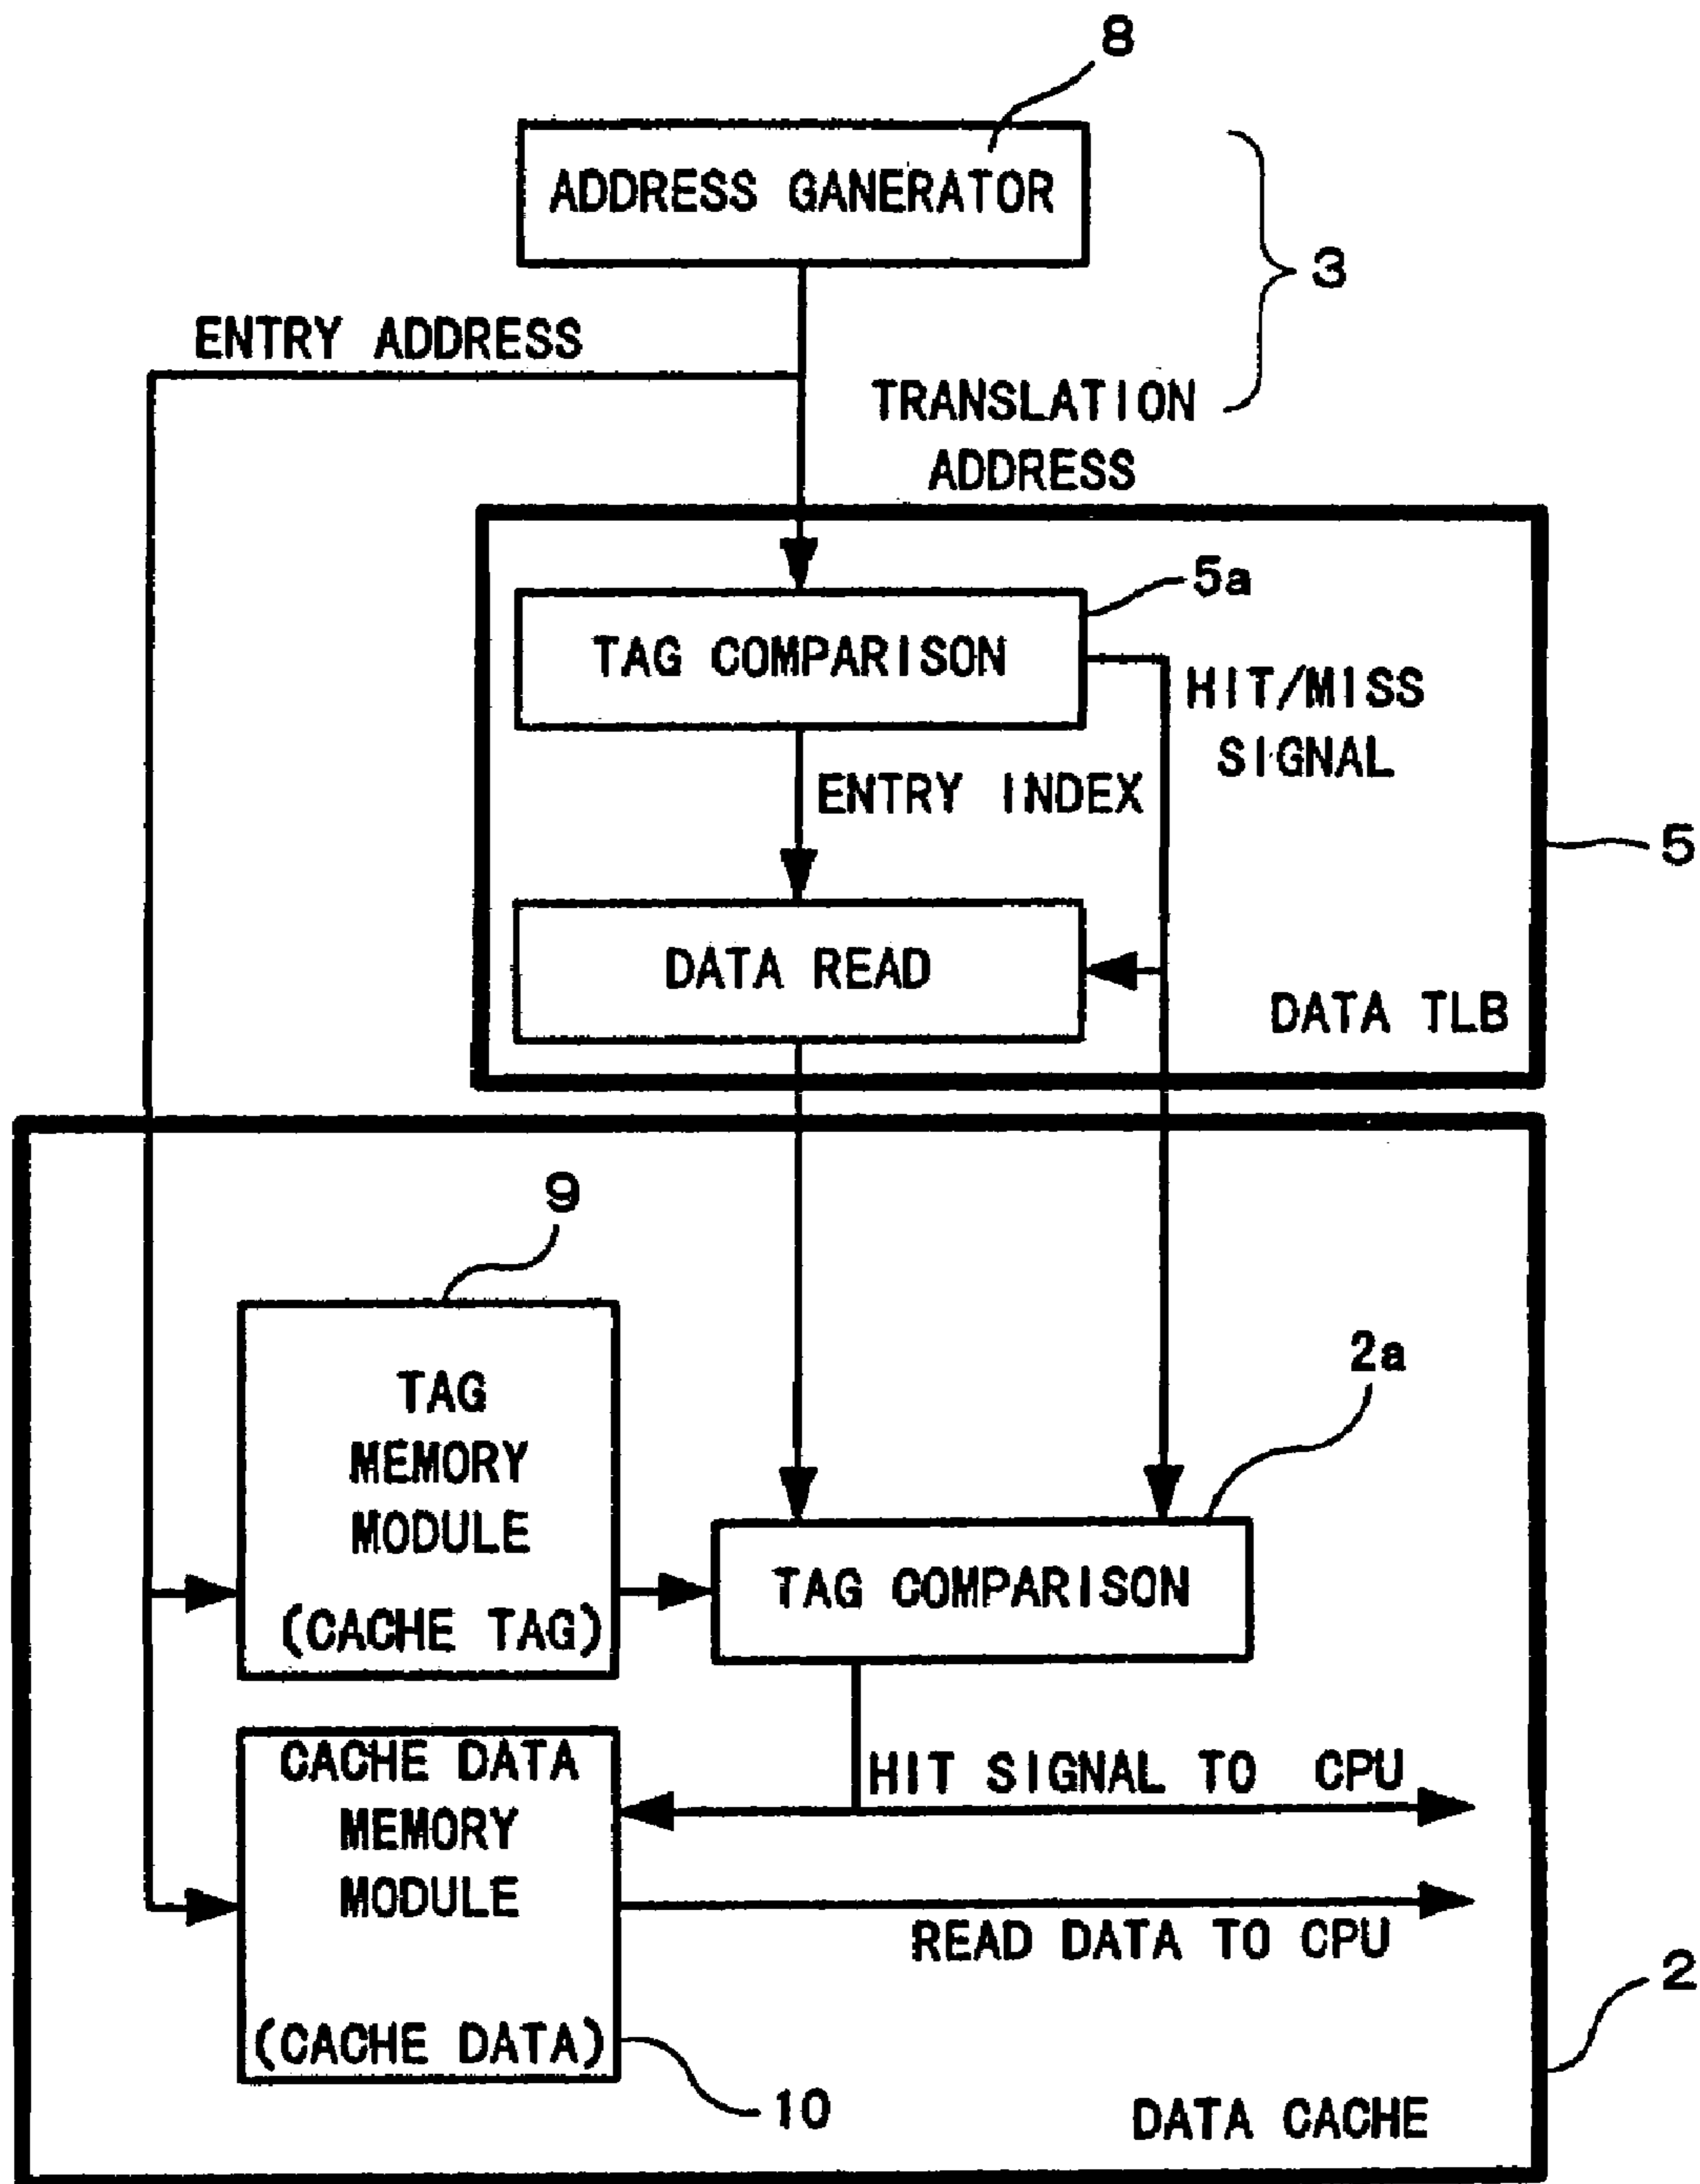 8
ADDRESS GANERATOR
3
ENTRY ADDRESS
TRANSLATION
ADDRESS
5a
TAG COMPARISON
HIT/MISS
SIGNAL
ENTRY INDEX
5
DATA READ
DATA TLB
9
2a
TAG
MEMORY
MODULE
(CACHE TAG)
TAG COMPARISON
CACHE DATA
MEMORY
MODULE
(CACHE DATA)
HIT SIGNAL TO CPU
READ DATA TO CPU
2
10
DATA CACHE